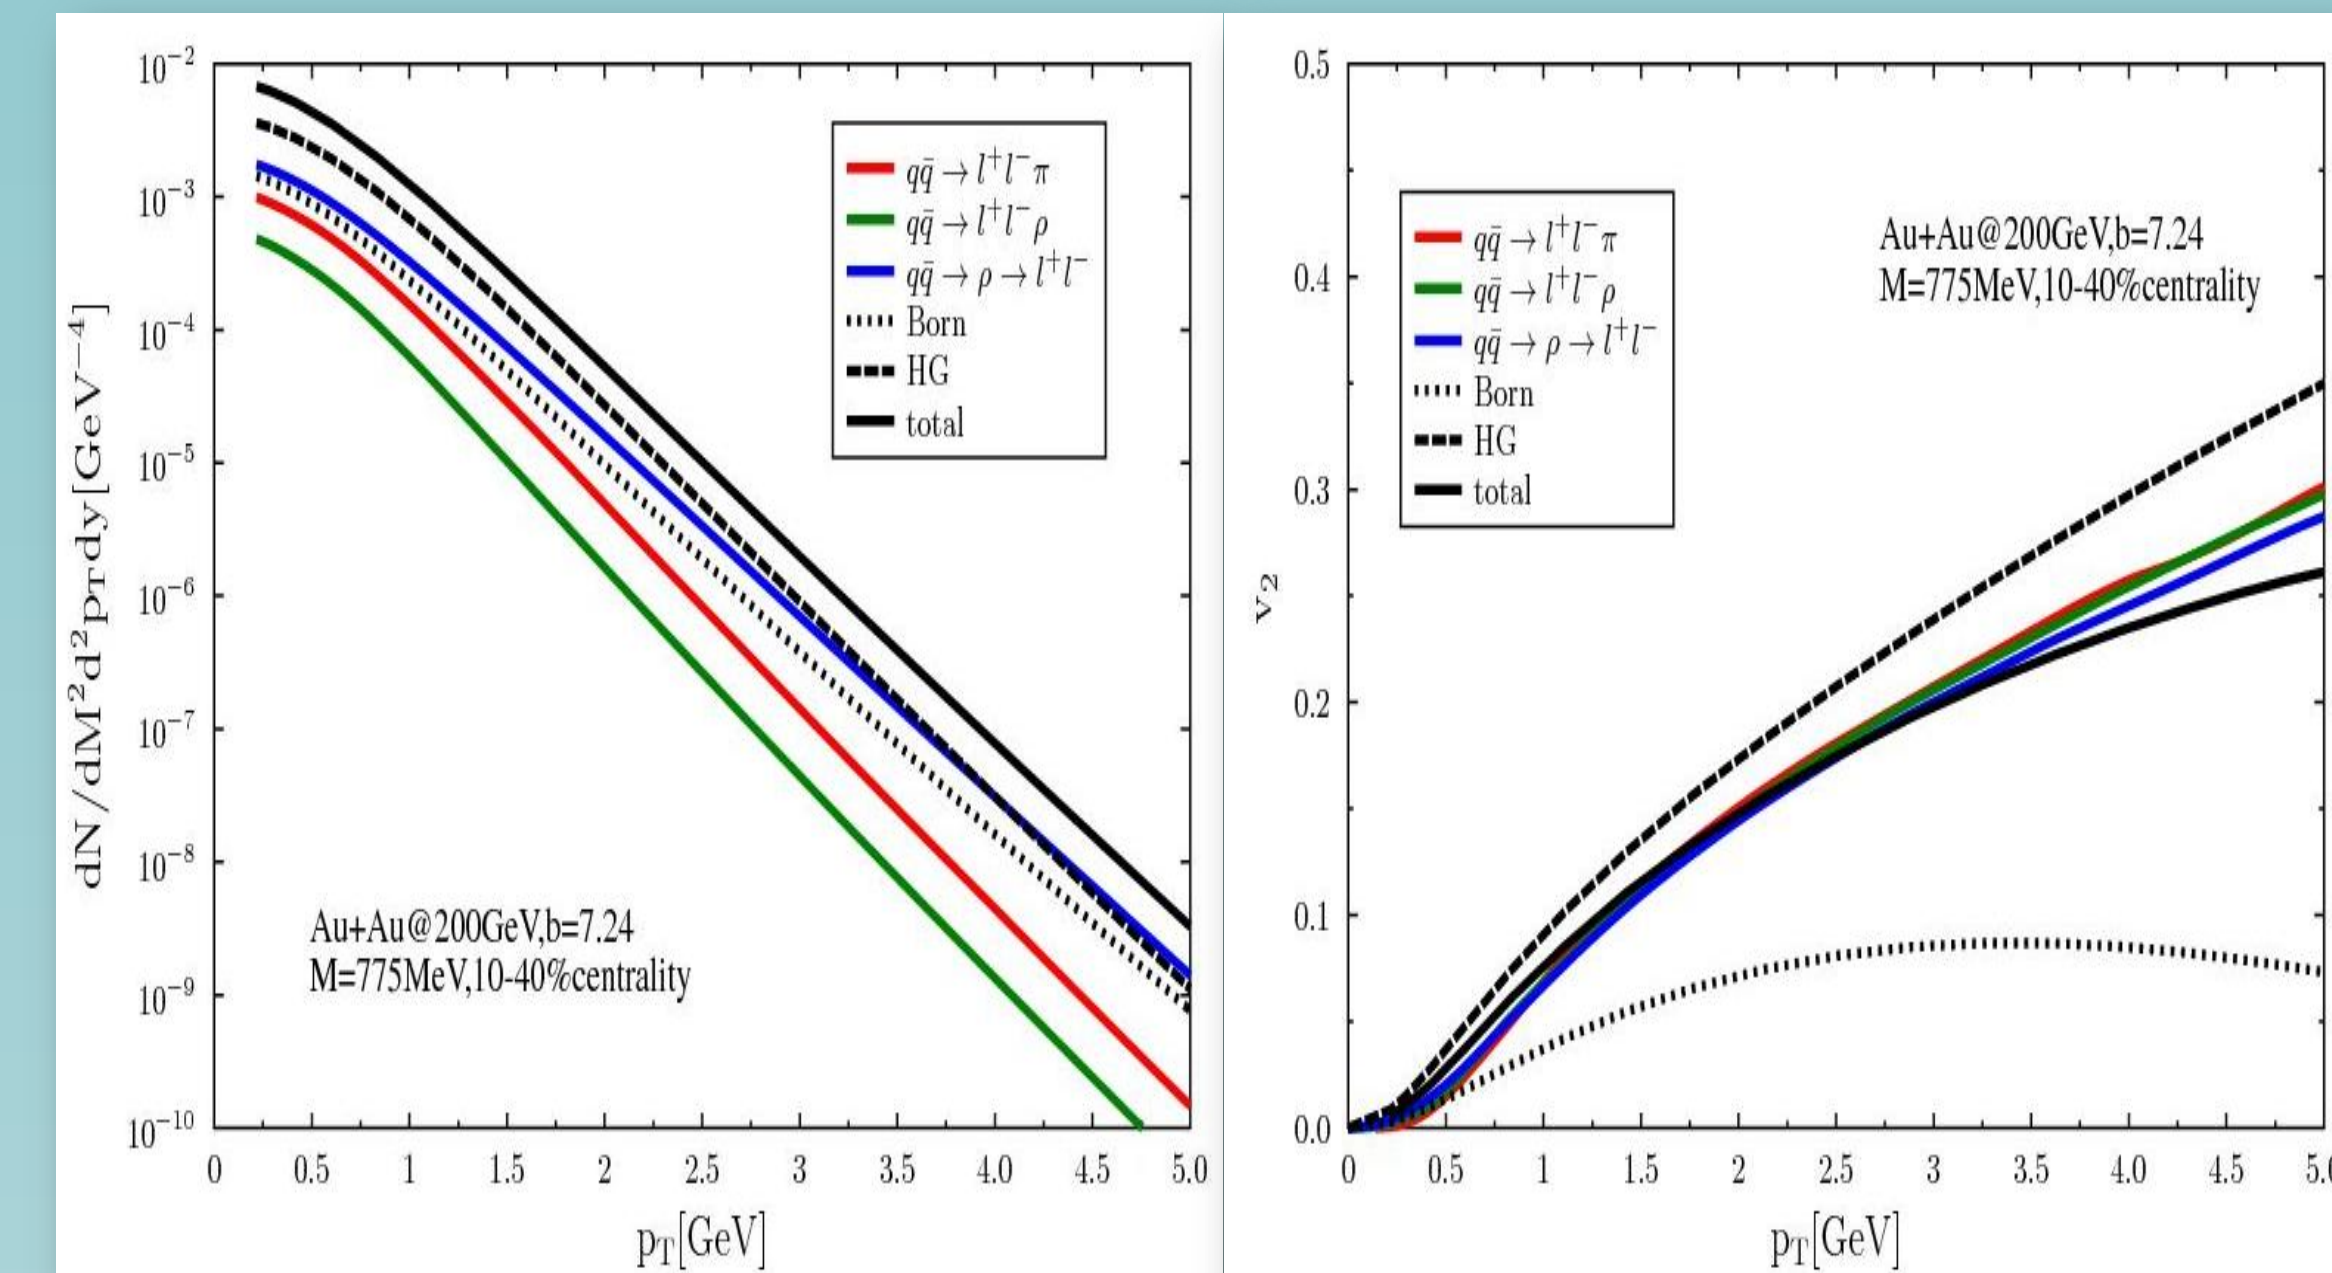 10⁻²
10⁻³
10⁻⁴
10⁻⁵
10⁻⁶
10⁻⁷
10⁻⁸
10⁻⁹
10⁻¹⁰
dN/dM²d²p_Tdy[GeV⁻⁴]
qq̄ → l⁺l⁻π
qq̄ → l⁺l⁻ρ
qq̄ → ρ → l⁺l⁻
Born
HG
total
Au+Au@200GeV,b=7.24
M=775MeV,10-40%centrality
0 0.5 1 1.5 2 2.5 3 3.5 4.0 4.5 5.0
p_T[GeV]
0.5
0.4
0.3
0.2
0.1
0.0
v₂
qq̄ → l⁺l⁻π
qq̄ → l⁺l⁻ρ
qq̄ → ρ → l⁺l⁻
Born
HG
total
Au+Au@200GeV,b=7.24
M=775MeV,10-40%centrality
0 0.5 1 1.5 2 2.5 3 3.5 4.0 4.5
p_T[GeV]